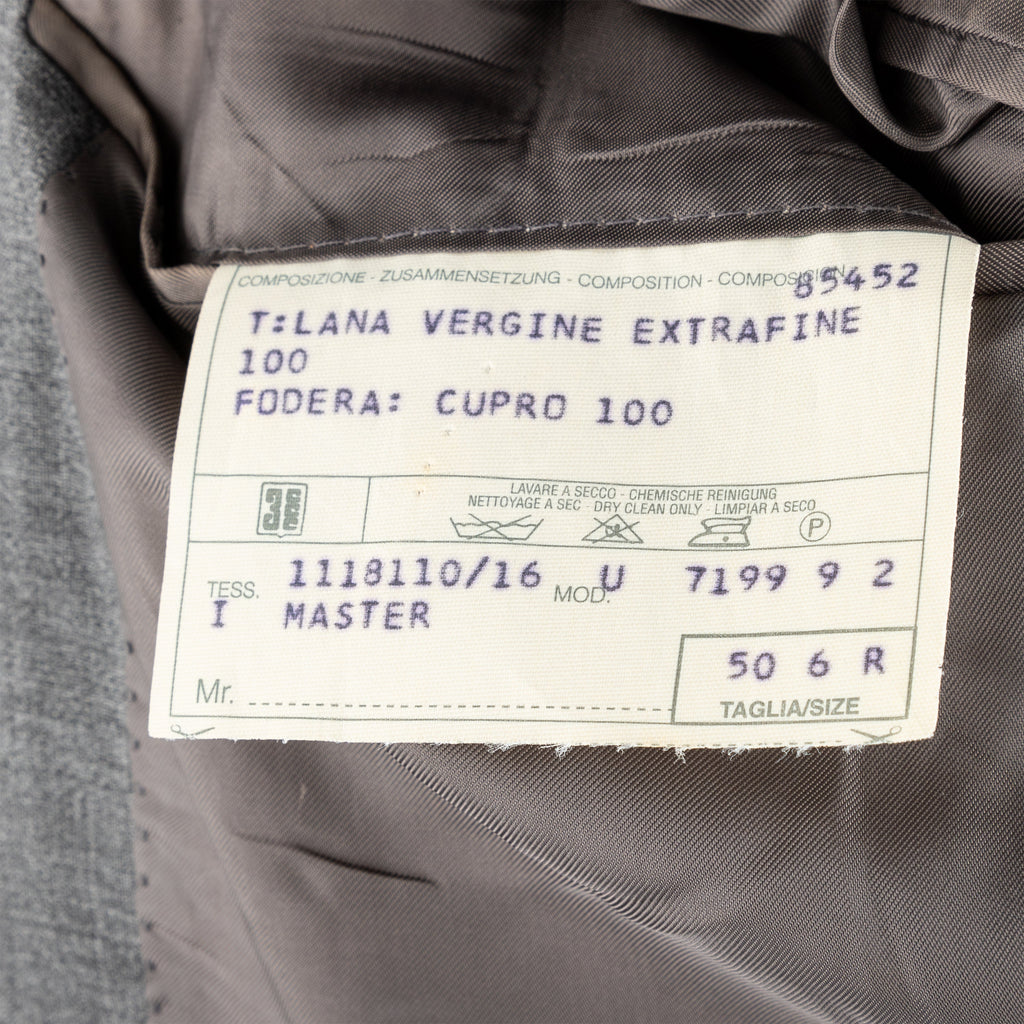 COMPOSIZIONE - ZUSAMMENSETZUNG - COMPOSITION - COMPOSICION
85452
T:LANA VERGINE EXTRAFINE
100
FODERA: CUPRO 100
LAVARE A SECCO - CHEMISCHE REINIGUNG
NETTOYAGE A SEC - DRY CLEAN ONLY - LIMPIAR A SECO
P
TESS. 1118110/16 MOD. U 7199 9 2
I MASTER
50 6 R
Mr.
TAGLIA/SIZE